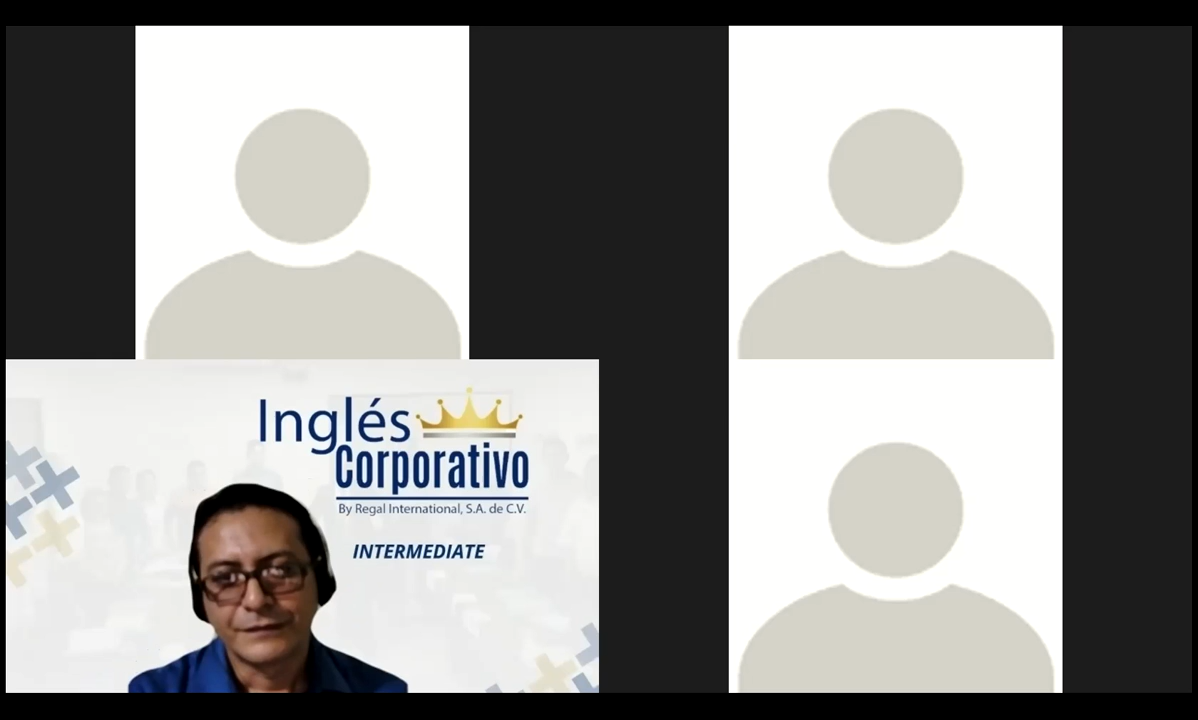 Inglés
Corporativo
By Regal International, S.A. de C.V.
INTERMEDIATE